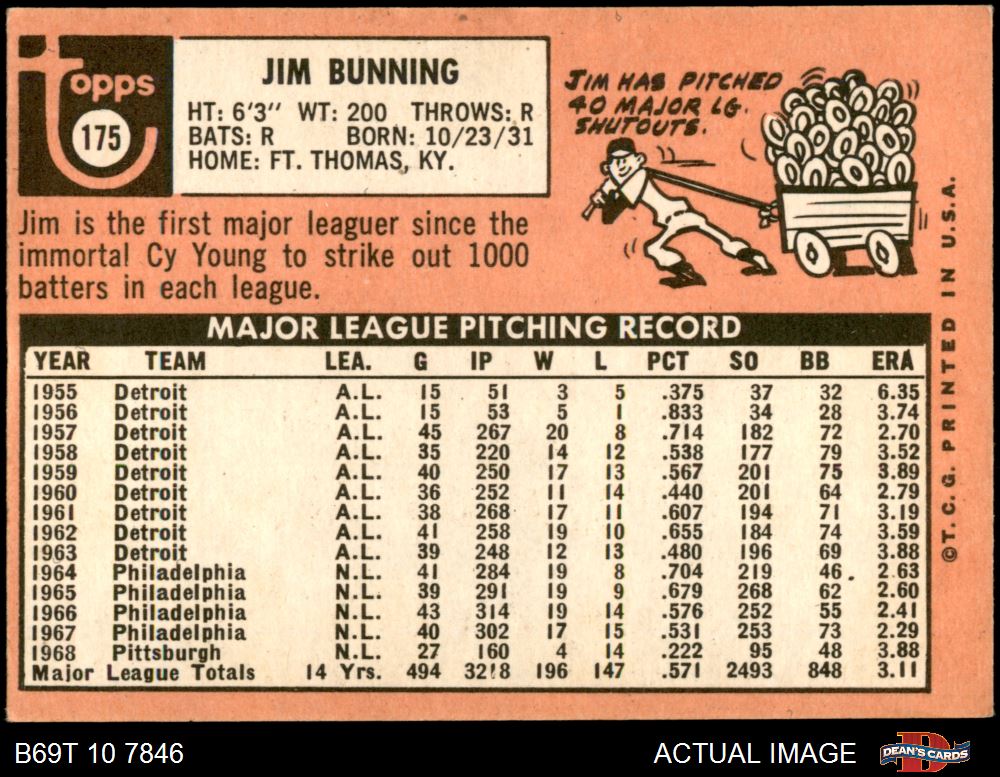 Topps
175
JIM BUNNING
HT: 6'3" WT: 200 THROWS: R
BATS: R BORN: 10/23/31
HOME: FT. THOMAS, KY.
JIM HAS PITCHED
40 MAJOR LG.
SHUTOUTS.
Jim is the first major leaguer since the
immortal Cy Young to strike out 1000
batters in each league.
MAJOR LEAGUE PITCHING RECORD
YEAR TEAM LEA. G IP W L PCT SO BB ERA
1955 Detroit A.L. 15 51 3 5 .375 37 32 6.35
1956 Detroit A.L. 15 53 5 1 .833 34 28 3.74
1957 Detroit A.L. 45 267 20 8 .714 182 72 2.70
1958 Detroit A.L. 35 220 14 12 .538 177 79 3.52
1959 Detroit A.L. 40 250 17 13 .567 201 75 3.89
1960 Detroit A.L. 36 252 11 14 .440 201 64 2.79
1961 Detroit A.L. 38 268 17 11 .607 194 71 3.19
1962 Detroit A.L. 41 258 19 10 .655 184 74 3.59
1963 Detroit A.L. 39 248 12 13 .480 196 69 3.88
1964 Philadelphia N.L. 41 284 19 8 .704 219 46 2.63
1965 Philadelphia N.L. 39 291 19 9 .679 268 62 2.60
1966 Philadelphia N.L. 43 314 19 14 .576 252 55 2.41
1967 Philadelphia N.L. 40 302 17 15 .531 253 73 2.29
1968 Pittsburgh N.L. 27 160 4 14 .222 95 48 3.88
Major League Totals 14 Yrs. 494 3218 196 147 .571 2493 848 3.11
©T.C.G. PRINTED IN U.S.A.
B69T 10 7846
ACTUAL IMAGE
DEAN'S CARDS